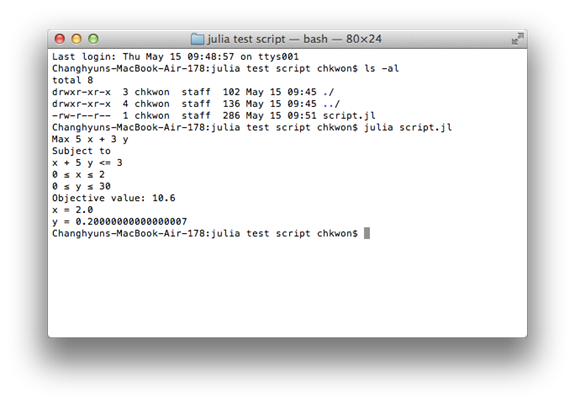 julia test script — bash — 80×24
Last login: Thu May 15 09:48:57 on ttys001
Changhyuns-MacBook-Air-178:julia test script chkwon$ ls -al
total 8
drwxr-xr-x  3 chkwon  staff  102 May 15 09:45 ./
drwxr-xr-x  4 chkwon  staff  136 May 15 09:45 ../
-rw-r--r--  1 chkwon  staff  286 May 15 09:51 script.jl
Changhyuns-MacBook-Air-178:julia test script chkwon$ julia script.jl
Max 5 x + 3 y
Subject to
x + 5 y <= 3
0 ≤ x ≤ 2
0 ≤ y ≤ 30
Objective value: 10.6
x = 2.0
y = 0.20000000000000007
Changhyuns-MacBook-Air-178:julia test script chkwon$